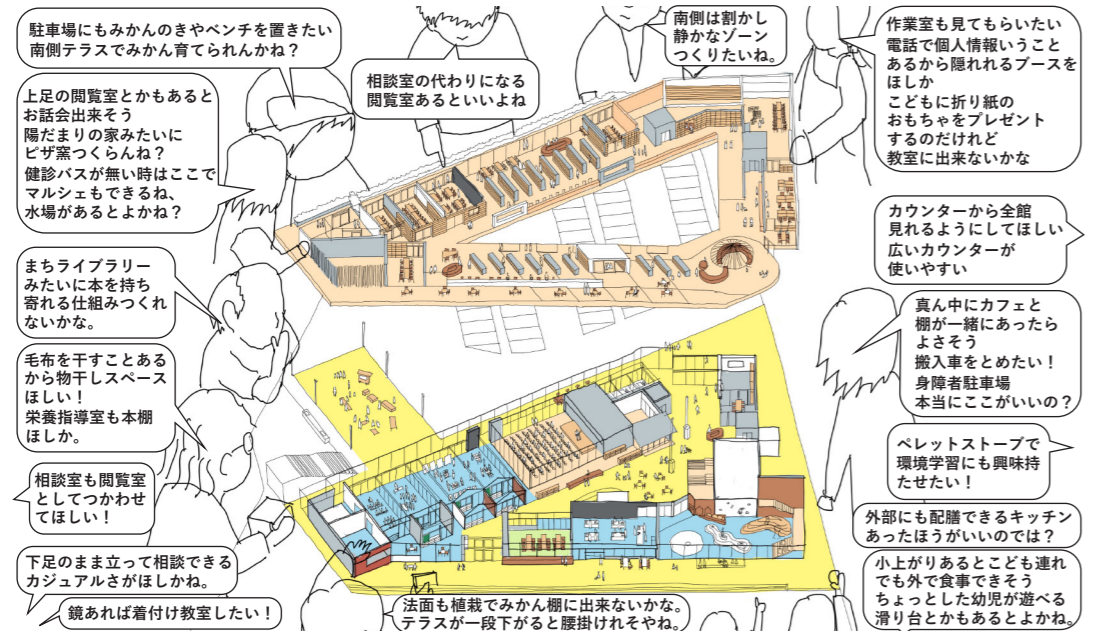 駐車場にもみかんのきやベンチを置きたい
南側テラスでみかん育てられんかね？
相談室の代わりになる
閲覧室あるといいよね
南側は割かし
静かなゾーン
つくりたいね。
作業室も見てもらいたい
電話で個人情報いうこと
あるから隠れれるブースを
ほしか
こどもに折り紙の
おもちゃをプレゼント
するのだけれど
教室に出来ないかな
上足の閲覧室とかもあると
お話会出来そう
陽だまりの家みたいに
ピザ窯つくらんね？
健診バスが無い時はここで
マルシェもできるね、
水場があるとよかね？
カウンターから全館
見れるようにしてほしい
広いカウンターが
使いやすい
まちライブラリー
みたいに本を持ち
寄れる仕組みつくれ
ないかな。
真ん中にカフェと
棚が一緒にあったら
よさそう
搬入車をとめたい！
身障者駐車場
本当にここがいいの？
毛布を干すことある
から物干しスペース
ほしい！
栄養指導室も本棚
ほしか。
ペレットストーブで
環境学習にも興味持
たせたい！
相談室も閲覧室
としてつかわせ
てほしい！
外部にも配膳できるキッチン
あったほうがいいのでは？
下足のまま立って相談できる
カジュアルさがほしかね。
小上がりあるとこども連れ
でも外で食事できそう
ちょっとした幼児が遊べる
滑り台とかもあるとよかね。
鏡あれば着付け教室したい！
法面も植栽でみかん棚に出来ないかな。
テラスが一段下がると腰掛けれそやね。